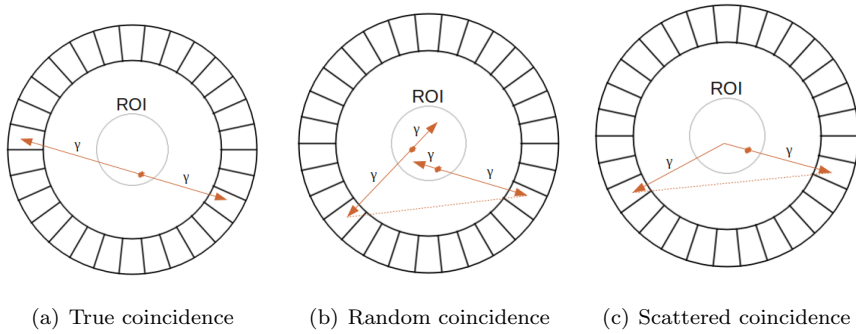 ROI
γ
γ
ROI
γ
γ
γ
γ
ROI
γ
γ
(a) True coincidence
(b) Random coincidence
(c) Scattered coincidence